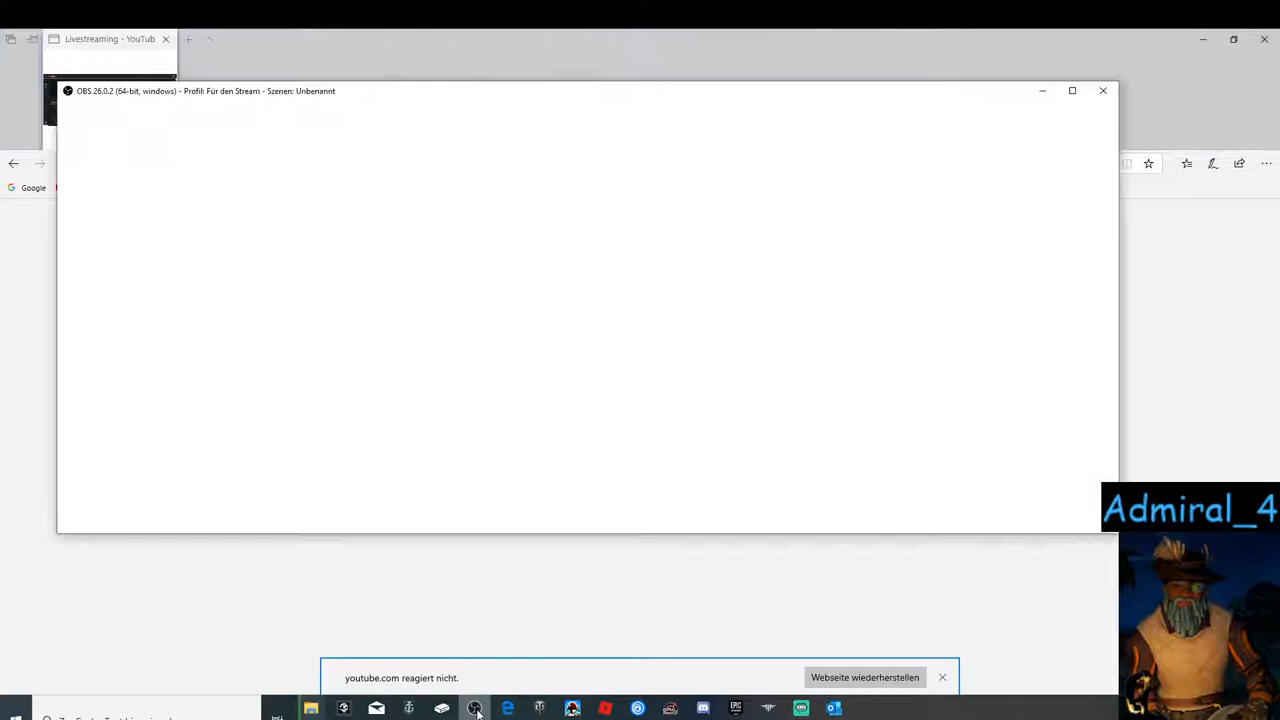 Livestreaming - YouTub
OBS 26.0.2 (64-bit, windows) - Profil: Für den Stream - Szenen: Unbenannt
Google
Admiral_4
youtube.com reagiert nicht.
Webseite wiederherstellen